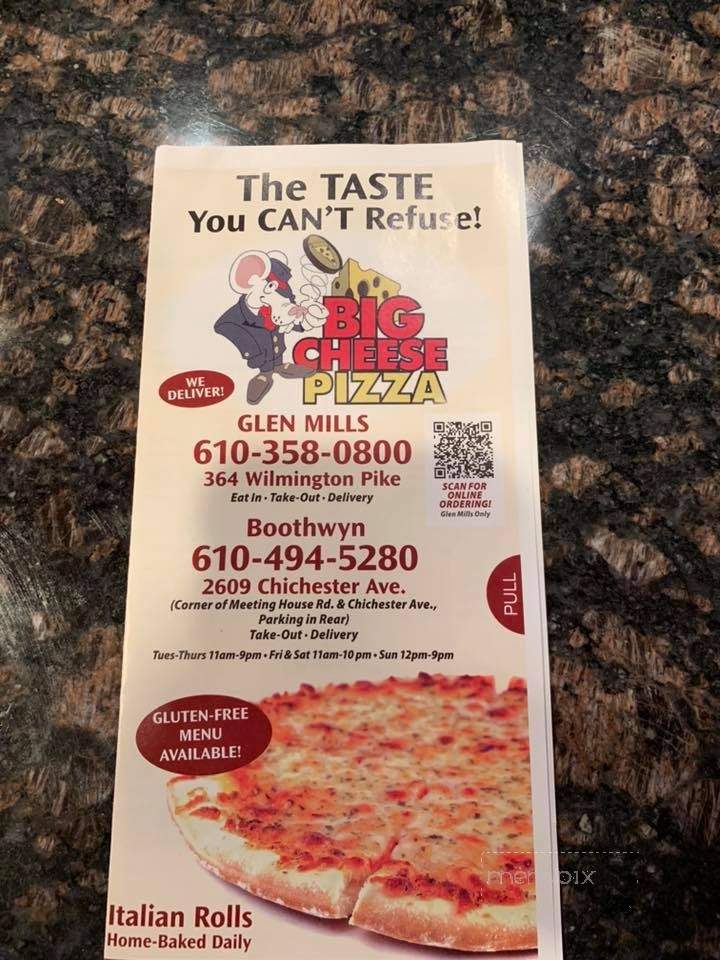 The TASTE
You CAN'T Refuse!
BIG
CHEESE
PIZZA
WE
DELIVER!
GLEN MILLS
610-358-0800
364 Wilmington Pike
Eat In • Take-Out • Delivery
SCAN FOR
ONLINE
ORDERING!
Glen Mills Only
Boothwyn
610-494-5280
2609 Chichester Ave.
(Corner of Meeting House Rd. & Chichester Ave.,
Parking in Rear)
Take-Out • Delivery
Tues-Thurs 11am-9pm • Fri & Sat 11am-10 pm • Sun 12pm-9pm
PULL
GLUTEN-FREE
MENU
AVAILABLE!
Italian Rolls
Home-Baked Daily